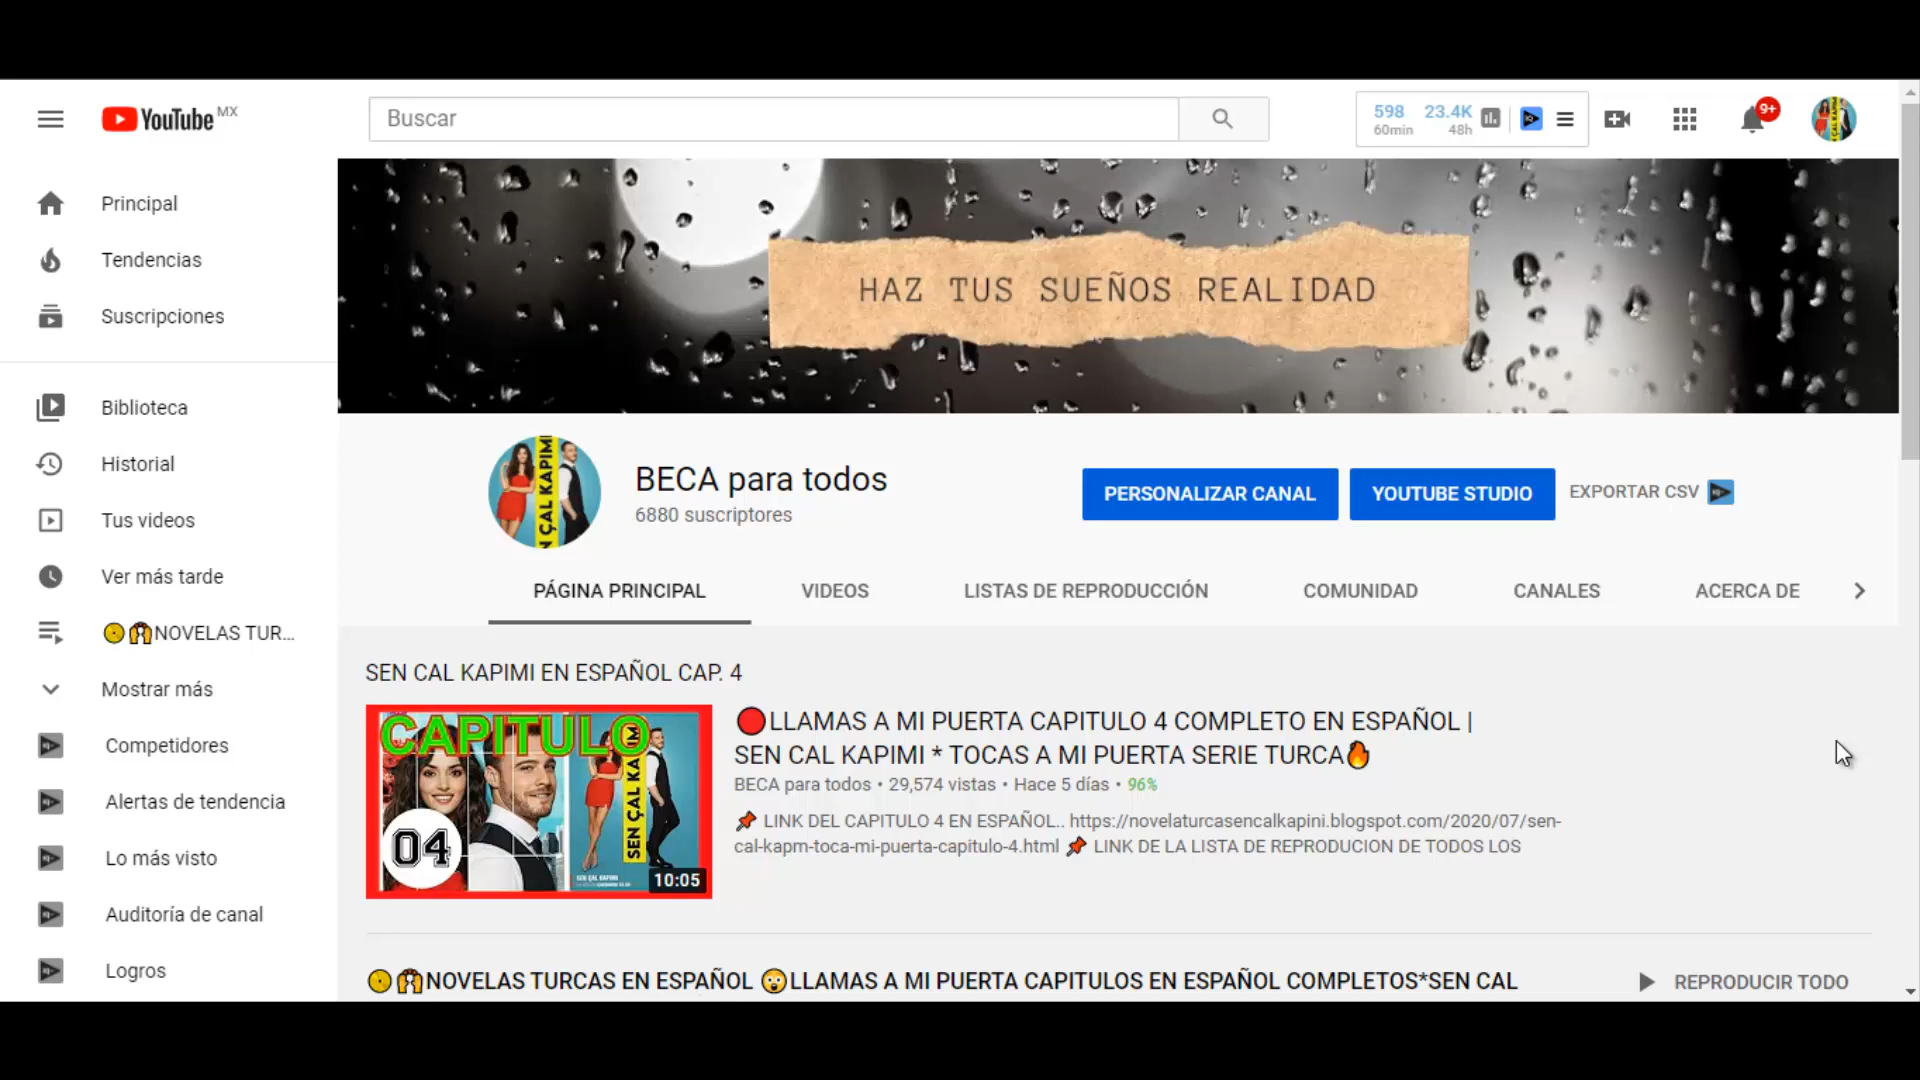 YouTube MX
Buscar
598 23.4K
60min 48h
9+
Principal
Tendencias
Suscripciones
Biblioteca
Historial
Tus videos
Ver más tarde
NOVELAS TUR...
Mostrar más
Competidores
Alertas de tendencia
Lo más visto
Auditoría de canal
Logros
HAZ TUS SUEÑOS REALIDAD
SEN ÇAL KAPIMI
BECA para todos
6880 suscriptores
PERSONALIZAR CANAL
YOUTUBE STUDIO
EXPORTAR CSV
PÁGINA PRINCIPAL
VIDEOS
LISTAS DE REPRODUCCIÓN
COMUNIDAD
CANALES
ACERCA DE
SEN CAL KAPIMI EN ESPAÑOL CAP. 4
CAPITULO
04
SEN ÇAL KAPIMI
10:05
🔴LLAMAS A MI PUERTA CAPITULO 4 COMPLETO EN ESPAÑOL |
SEN CAL KAPIMI * TOCAS A MI PUERTA SERIE TURCA🔥
BECA para todos • 29,574 vistas • Hace 5 días • 96%
📌 LINK DEL CAPITULO 4 EN ESPAÑOL.. https://novelaturcasencalkapini.blogspot.com/2020/07/sen-
cal-kapm-toca-mi-puerta-capitulo-4.html 📌 LINK DE LA LISTA DE REPRODUCION DE TODOS LOS
NOVELAS TURCAS EN ESPAÑOL 😲LLAMAS A MI PUERTA CAPITULOS EN ESPAÑOL COMPLETOS*SEN CAL
REPRODUCIR TODO